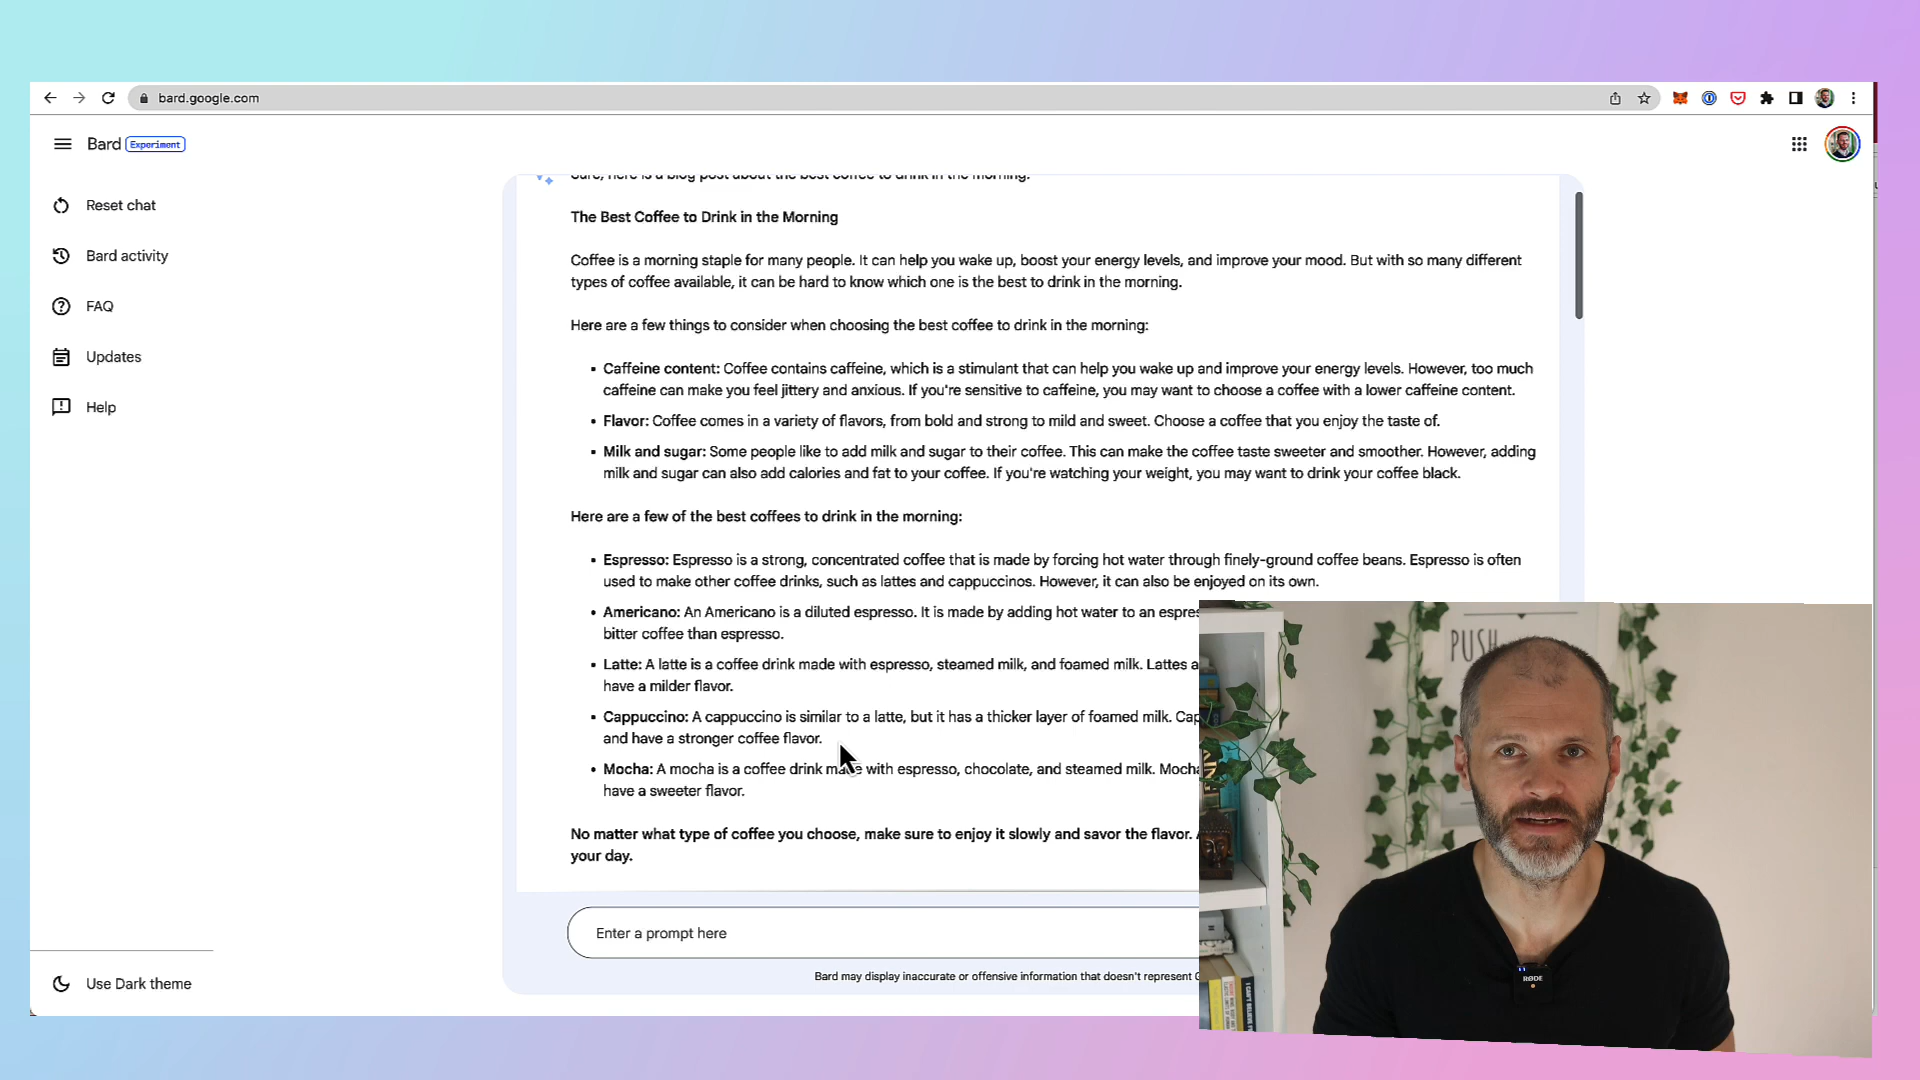 bard.google.com
Bard Experiment
Reset chat
Bard activity
FAQ
Updates
Help
Use Dark theme
Sure, here is a blog post about the best coffee to drink in the morning:
The Best Coffee to Drink in the Morning
Coffee is a morning staple for many people. It can help you wake up, boost your energy levels, and improve your mood. But with so many different
types of coffee available, it can be hard to know which one is the best to drink in the morning.
Here are a few things to consider when choosing the best coffee to drink in the morning:
• Caffeine content: Coffee contains caffeine, which is a stimulant that can help you wake up and improve your energy levels. However, too much
caffeine can make you feel jittery and anxious. If you're sensitive to caffeine, you may want to choose a coffee with a lower caffeine content.
• Flavor: Coffee comes in a variety of flavors, from bold and strong to mild and sweet. Choose a coffee that you enjoy the taste of.
• Milk and sugar: Some people like to add milk and sugar to their coffee. This can make the coffee taste sweeter and smoother. However, adding
milk and sugar can also add calories and fat to your coffee. If you're watching your weight, you may want to drink your coffee black.
Here are a few of the best coffees to drink in the morning:
• Espresso: Espresso is a strong, concentrated coffee that is made by forcing hot water through finely-ground coffee beans. Espresso is often
used to make other coffee drinks, such as lattes and cappuccinos. However, it can also be enjoyed on its own.
• Americano: An Americano is a diluted espresso. It is made by adding hot water to an
bitter coffee than espresso.
• Latte: A latte is a coffee drink made with espresso, steamed milk, and foamed milk. Lattes
have a milder flavor.
• Cappuccino: A cappuccino is similar to a latte, but it has a thicker layer of foamed milk.
and have a stronger coffee flavor.
• Mocha: A mocha is a coffee drink made with espresso, chocolate, and steamed milk.
have a sweeter flavor.
No matter what type of coffee you choose, make sure to enjoy it slowly and savor the flavor.
your day.
Enter a prompt here
Bard may display inaccurate or offensive information that doesn't represent
PUSH
RØDE